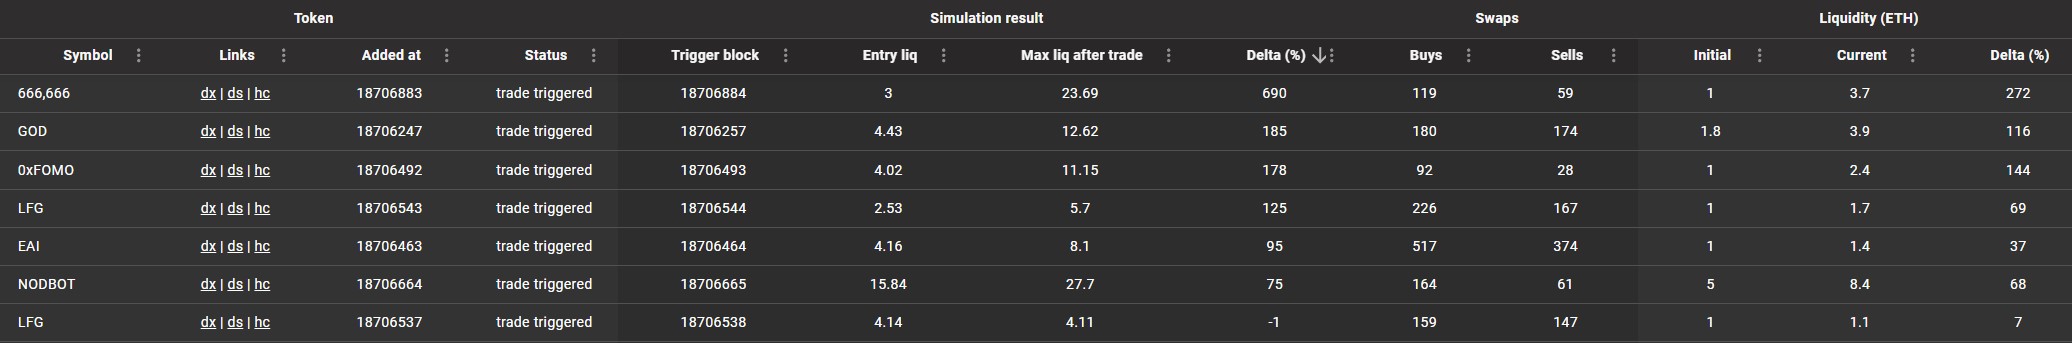 Token Simulation result Swaps Liquidity (ETH)
Symbol Links Added at Status Trigger block Entry liq Max liq after trade Delta (%) Buys Sells Initial Current Delta (%)
666,666 dx | ds | hc 18706883 trade triggered 18706884 3 23.69 690 119 59 1 3.7 272
GOD dx | ds | hc 18706247 trade triggered 18706257 4.43 12.62 185 180 174 1.8 3.9 116
0xFOMO dx | ds | hc 18706492 trade triggered 18706493 4.02 11.15 178 92 28 1 2.4 144
LFG dx | ds | hc 18706543 trade triggered 18706544 2.53 5.7 125 226 167 1 1.7 69
EAI dx | ds | hc 18706463 trade triggered 18706464 4.16 8.1 95 517 374 1 1.4 37
NODBOT dx | ds | hc 18706664 trade triggered 18706665 15.84 27.7 75 164 61 5 8.4 68
LFG dx | ds | hc 18706537 trade triggered 18706538 4.14 4.11 -1 159 147 1 1.1 7